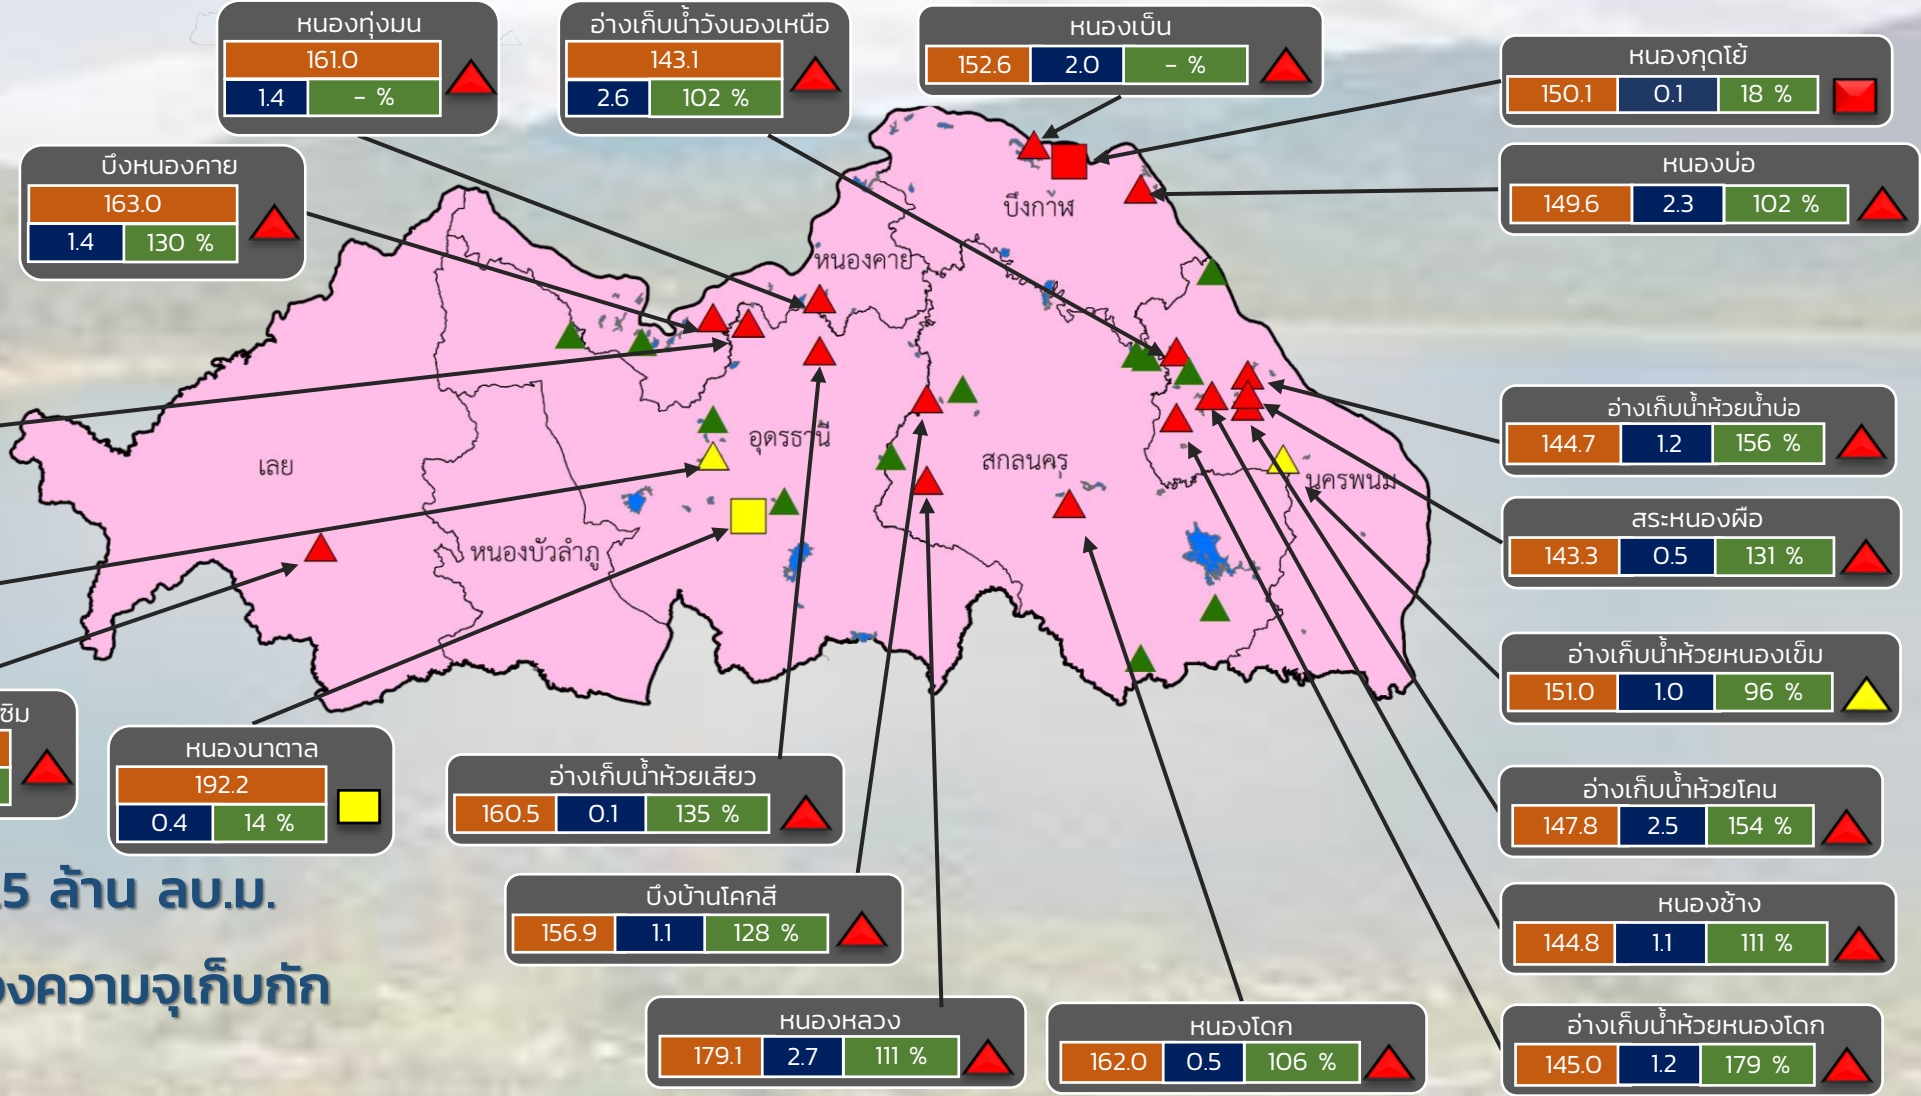 หนองทุ่งมน
161.0
1.4 - %
อ่างเก็บน้ำวังนองเหนือ
143.1
2.6 102 %
หนองเบ็น
152.6 2.0 - %
หนองกุดโย้
150.1 0.1 18 %
บึงหนองคาย
163.0
1.4 130 %
หนองบ่อ
149.6 2.3 102 %
บึงกาฬ
หนองคาย
อุดรธานี
เลย
สกลนคร
นครพนม
หนองบัวลำภู
อ่างเก็บน้ำห้วยน้ำบ่อ
144.7 1.2 156 %
สระหนองผือ
143.3 0.5 131 %
อ่างเก็บน้ำห้วยหนองเข็ม
151.0 1.0 96 %
ซิม
หนองนาตาล
192.2
0.4 14 %
อ่างเก็บน้ำห้วยเสียว
160.5 0.1 135 %
อ่างเก็บน้ำห้วยโคน
147.8 2.5 154 %
5 ล้าน ลบ.ม.
บึงบ้านโคกสี
156.9 1.1 128 %
หนองช้าง
144.8 1.1 111 %
องความจุเก็บกัก
หนองหลวง
179.1 2.7 111 %
หนองโดก
162.0 0.5 106 %
อ่างเก็บน้ำห้วยหนองโดก
145.0 1.2 179 %